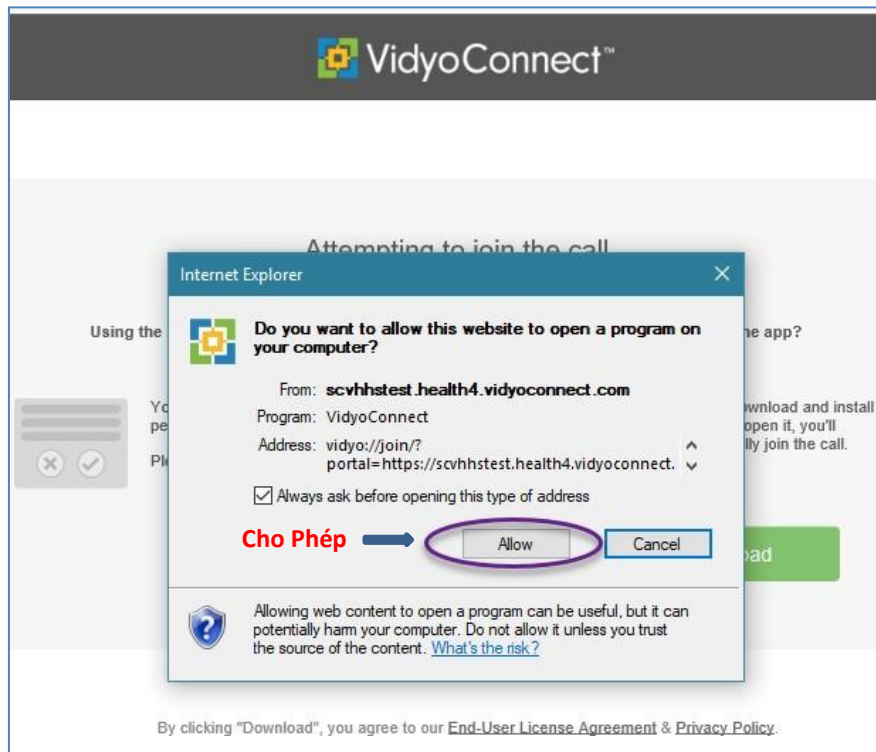 VidyoConnect™
Attempting to join the call
Internet Explorer
Using the
he app?
Do you want to allow this website to open a program on
your computer?
From: scvhhstest.health4.vidyoconnect.com
Program: VidyoConnect
Address: vidyo://join/?
portal=https://scvhhstest.health4.vidyoconnect.
Always ask before opening this type of address
wnload and install
open it, you'll
lly join the call.
Cho Phép
Allow
Cancel
oad
Allowing web content to open a program can be useful, but it can
potentially harm your computer. Do not allow it unless you trust
the source of the content. What's the risk?
By clicking "Download", you agree to our End-User License Agreement & Privacy Policy.